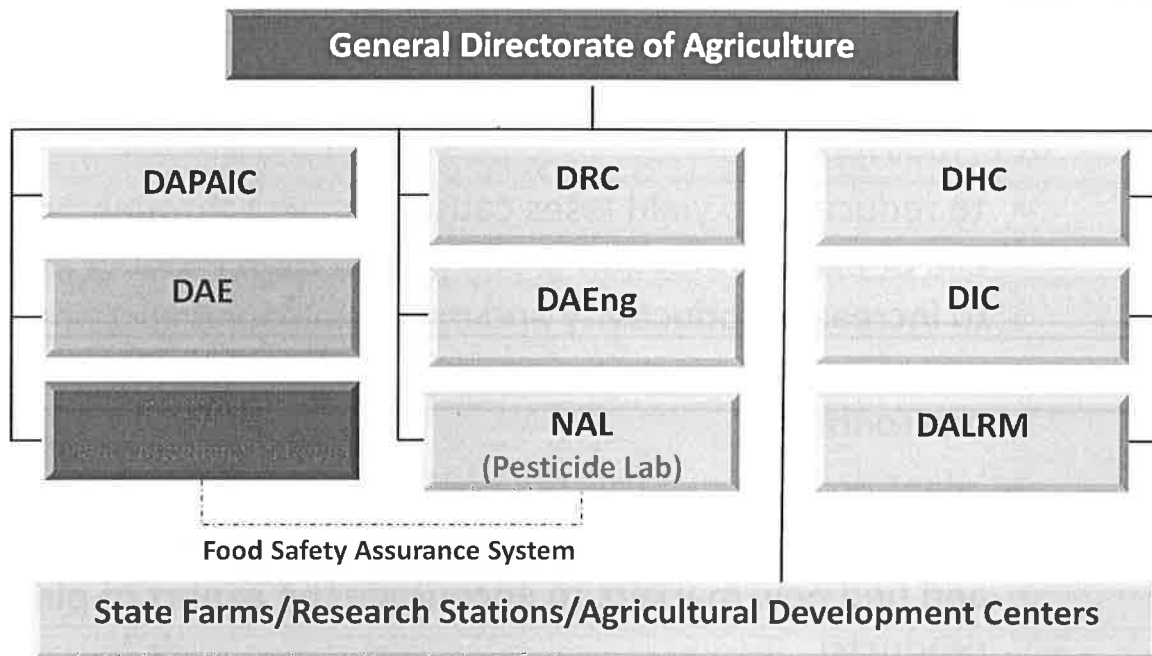 General Directorate of Agriculture
DAPAIC
DRC
DHC
DAE
DAEng
DIC
NAL
(Pesticide Lab)
DALRM
Food Safety Assurance System
State Farms/Research Stations/Agricultural Development Centers